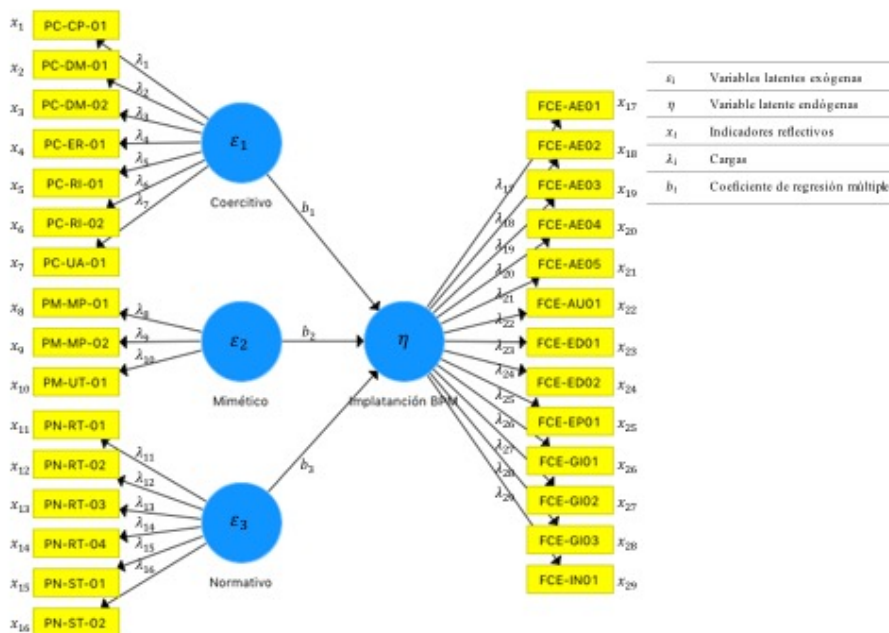 x₁ PC-CP-01
x₂ PC-DM-01
x₃ PC-DM-02
x₄ PC-ER-01
x₅ PC-RI-01
x₆ PC-RI-02
x₇ PC-UA-01
λ₁
λ₂
λ₃
λ₄
λ₅
λ₆
λ₇
ε₁
Coercitivo
b₁
x₈ PM-MP-01
x₉ PM-MP-02
x₁₀ PM-UT-01
λ₈
λ₉
λ₁₀
ε₂
Mimético
b₂
x₁₁ PN-RT-01
x₁₂ PN-RT-02
x₁₃ PN-RT-03
x₁₄ PN-RT-04
x₁₅ PN-ST-01
x₁₆ PN-ST-02
λ₁₁
λ₁₂
λ₁₃
λ₁₄
λ₁₅
λ₁₆
ε₃
Normativo
b₃
η
Implatanción BPM
λ₁₇
λ₁₈
λ₁₉
λ₂₀
λ₂₁
λ₂₂
λ₂₃
λ₂₄
λ₂₅
λ₂₆
λ₂₇
λ₂₈
λ₂₉
FCE-AE01 x₁₇
FCE-AE02 x₁₈
FCE-AE03 x₁₉
FCE-AE04 x₂₀
FCE-AE05 x₂₁
FCE-AU01 x₂₂
FCE-ED01 x₂₃
FCE-ED02 x₂₄
FCE-EP01 x₂₅
FCE-GI01 x₂₆
FCE-GI02 x₂₇
FCE-GI03 x₂₈
FCE-IN01 x₂₉
εᵢ Variables latentes exógenas
η Variable latente endógenas
xᵢ Indicadores reflectivos
λᵢ Cargas
bᵢ Coeficiente de regresión múltiple